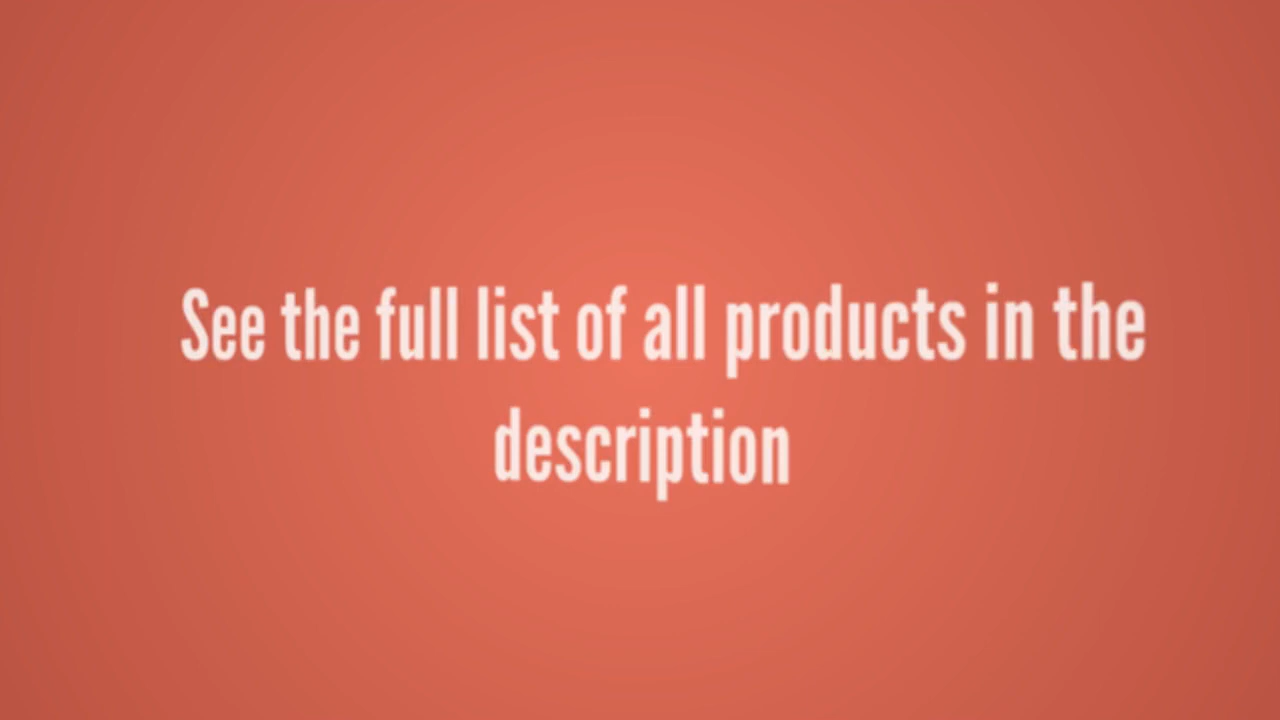 See the full list of all products in the
description